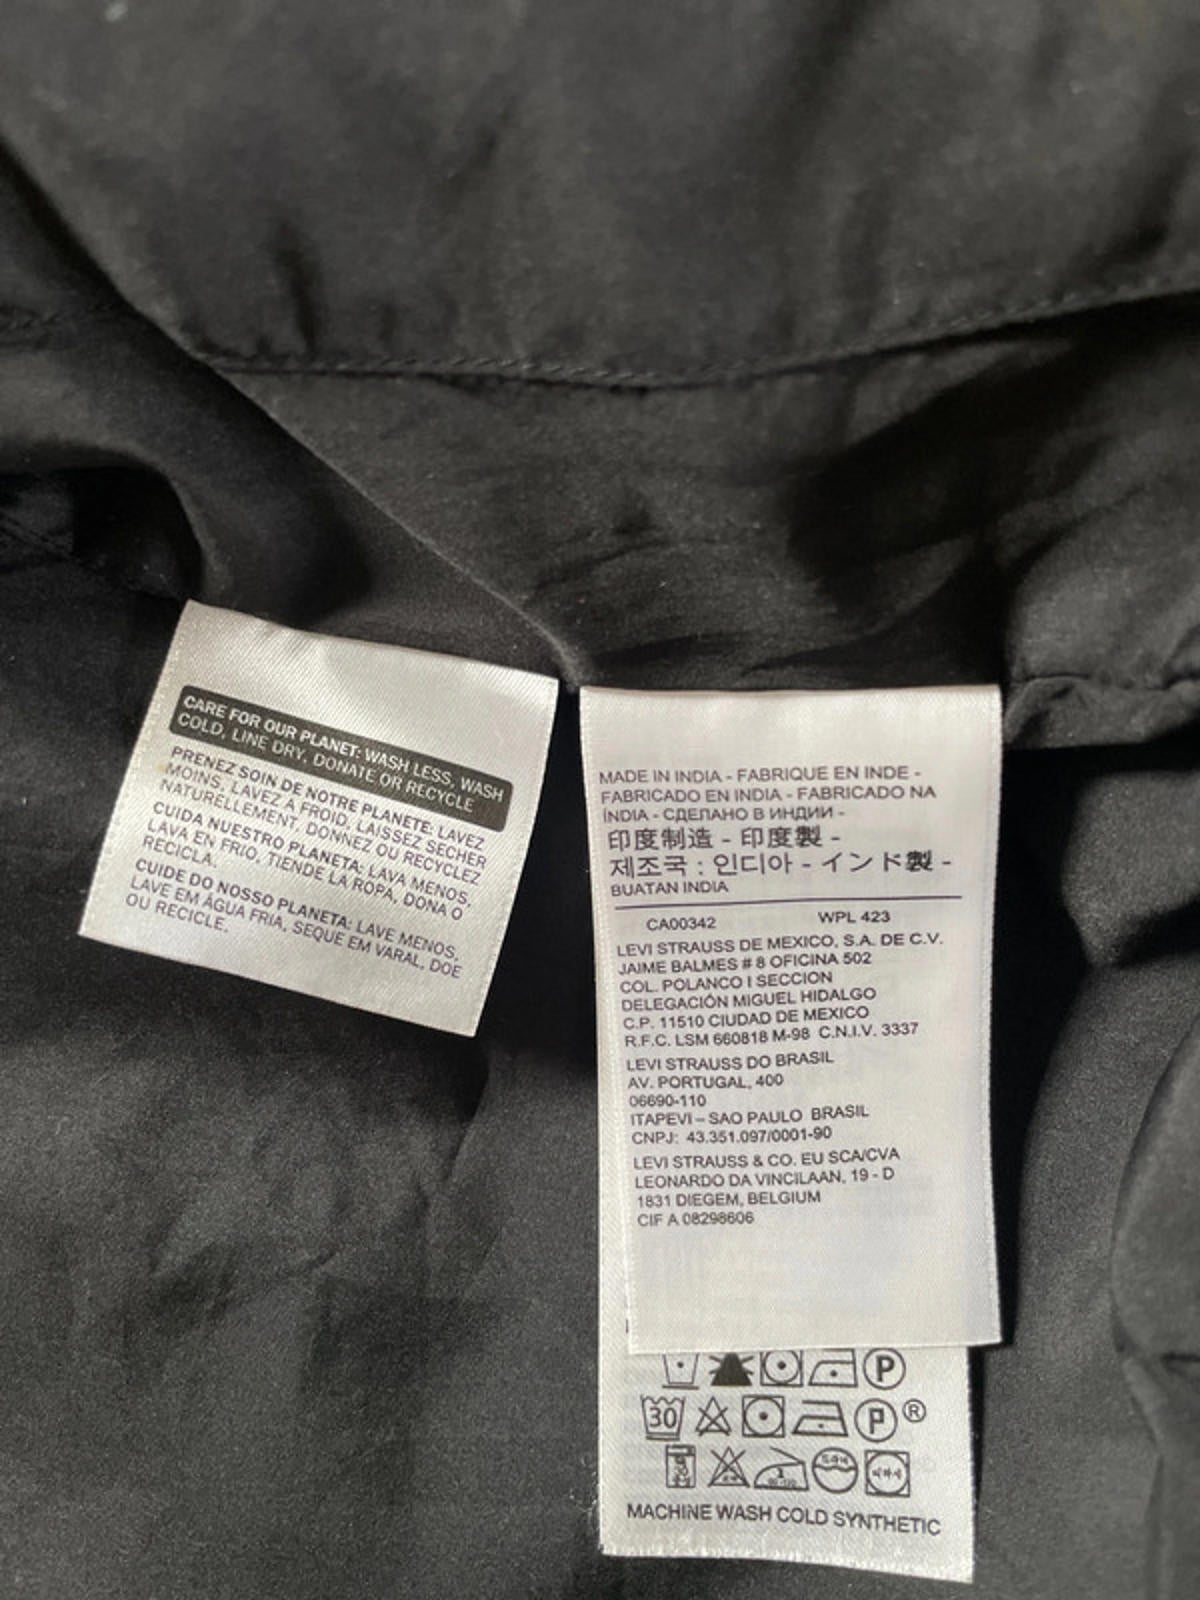 CARE FOR OUR PLANET: WASH LESS, WASH
COLD, LINE DRY, DONATE OR RECYCLE
PRENEZ SOIN DE NOTRE PLANÈTE: LAVEZ
MOINS, LAVEZ À FROID, LAISSEZ SÉCHER
NATURELLEMENT, DONNEZ OU RECYCLEZ
CUIDA NUESTRO PLANETA: LAVA MENOS,
LAVA EN FRÍO, TIENDE LA ROPA, DONA O
RECICLA.
CUIDE DO NOSSO PLANETA: LAVE MENOS,
LAVE EM ÁGUA FRIA, SEQUE EM VARAL, DOE
OU RECICLE.
MADE IN INDIA - FABRIQUE EN INDE -
FABRICADO EN INDIA - FABRICADO NA
ÍNDIA - СДЕЛАНО В ИНДИИ -
印度制造 - 印度製 -
제조국 : 인디아 - インド製 -
BUATAN INDIA
CA00342 WPL 423
LEVI STRAUSS DE MEXICO, S.A. DE C.V.
JAIME BALMES # 8 OFICINA 502
COL. POLANCO I SECCION
DELEGACIÓN MIGUEL HIDALGO
C.P. 11510 CIUDAD DE MEXICO
R.F.C. LSM 660818 M-98 C.N.I.V. 3337
LEVI STRAUSS DO BRASIL
AV. PORTUGAL, 400
06690-110
ITAPEVI – SAO PAULO BRASIL
CNPJ: 43.351.097/0001-90
LEVI STRAUSS & CO. EU SCA/CVA
LEONARDO DA VINCILAAN, 19 - D
1831 DIEGEM, BELGIUM
CIF A 08298606
P
30 P ®
MACHINE WASH COLD SYNTHETIC